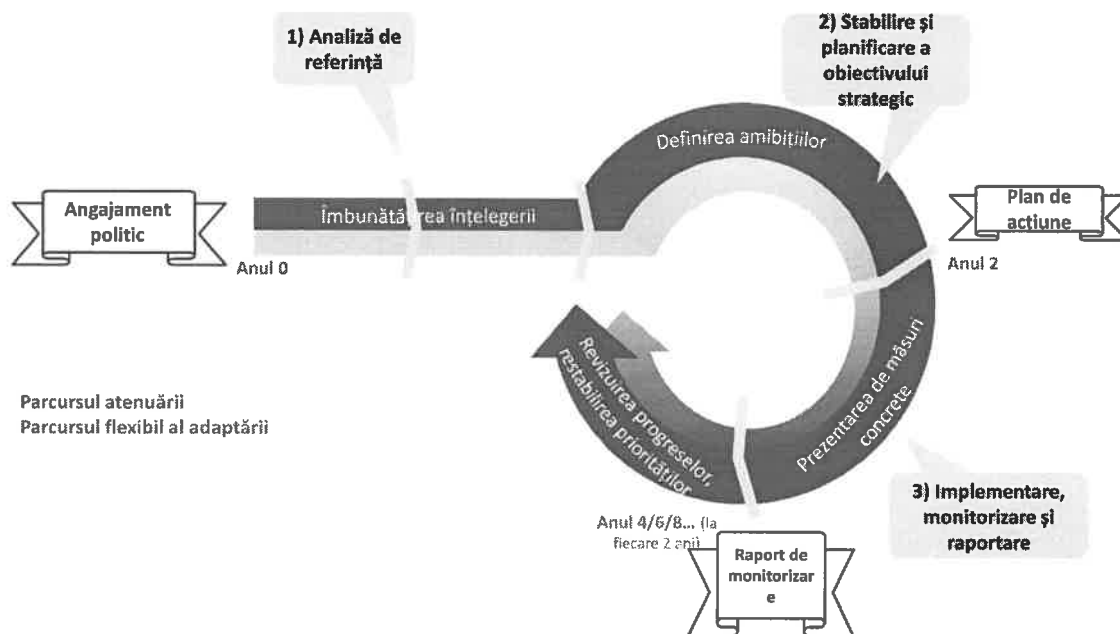 1) Analiză de
referință
2) Stabilire și
planificare a
obiectivului
strategic
Definirea amibițiilor
Angajament
politic
Îmbunătățirea înțelegerii
Plan de
acțiune
Anul 0
Anul 2
Revizuirea progreselor,
restabilirea priorităților
Prezentarea de măsuri
concrete
Parcursul atenuării
Parcursul flexibil al adaptării
3) Implementare,
monitorizare și
raportare
Anul 4/6/8... (la
fiecare 2 ani)
Raport de
monitorizar
e